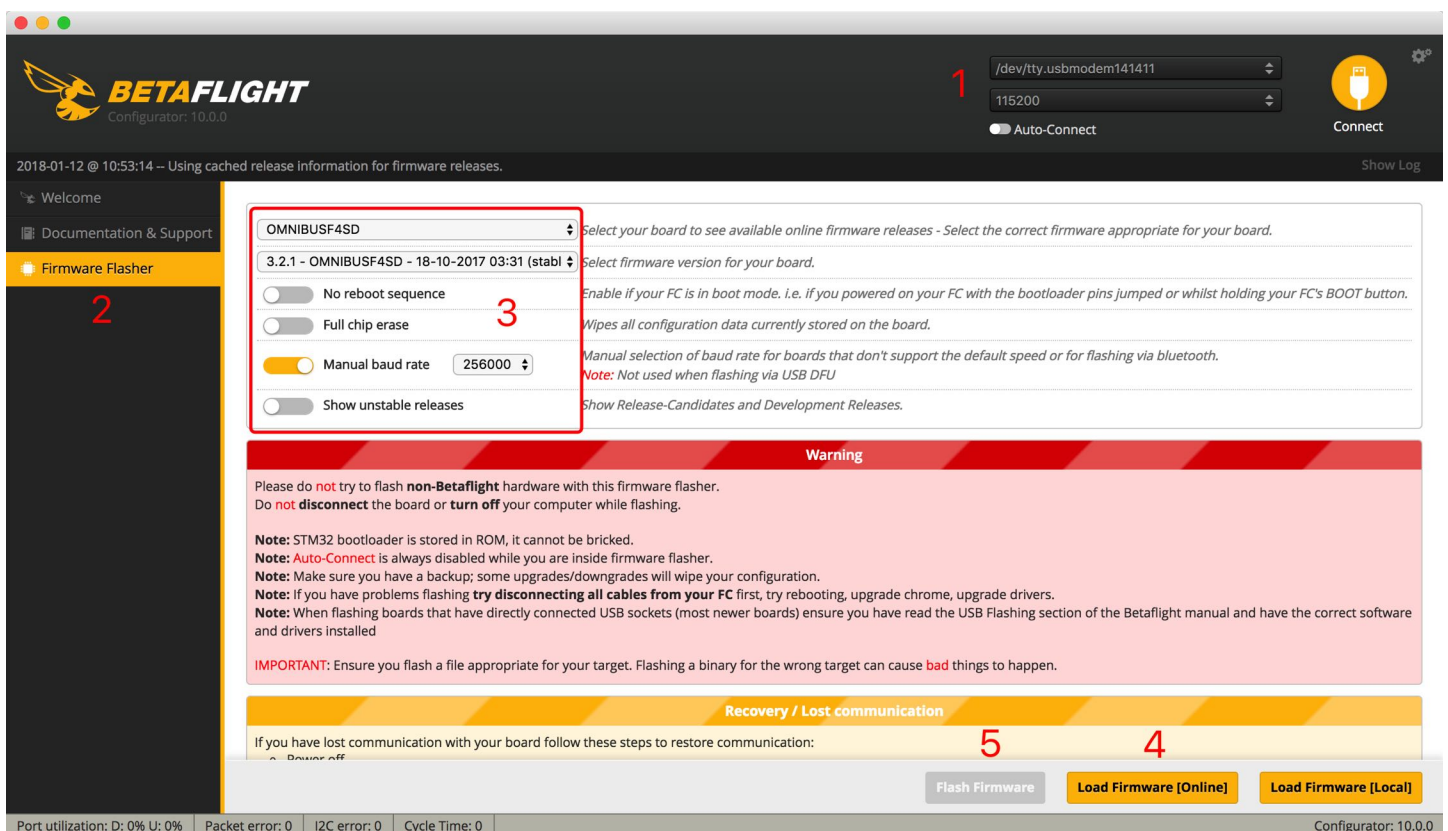 BETAFLIGHT
Configurator: 10.0.0
1
/dev/tty.usbmodem141411
115200
Auto-Connect
Connect
2018-01-12 @ 10:53:14 -- Using cached release information for firmware releases.
Show Log
Welcome
Documentation & Support
Firmware Flasher
2
OMNIBUSF4SD
Select your board to see available online firmware releases - Select the correct firmware appropriate for your board.
3.2.1 - OMNIBUSF4SD - 18-10-2017 03:31 (stabl
Select firmware version for your board.
No reboot sequence
Enable if your FC is in boot mode. i.e. if you powered on your FC with the bootloader pins jumped or whilst holding your FC's BOOT button.
3
Full chip erase
Wipes all configuration data currently stored on the board.
Manual baud rate
256000
Manual selection of baud rate for boards that don't support the default speed or for flashing via bluetooth.
Note: Not used when flashing via USB DFU
Show unstable releases
Show Release-Candidates and Development Releases.
Warning
Please do not try to flash non-Betaflight hardware with this firmware flasher.
Do not disconnect the board or turn off your computer while flashing.
Note: STM32 bootloader is stored in ROM, it cannot be bricked.
Note: Auto-Connect is always disabled while you are inside firmware flasher.
Note: Make sure you have a backup; some upgrades/downgrades will wipe your configuration.
Note: If you have problems flashing try disconnecting all cables from your FC first, try rebooting, upgrade chrome, upgrade drivers.
Note: When flashing boards that have directly connected USB sockets (most newer boards) ensure you have read the USB Flashing section of the Betaflight manual and have the correct software
and drivers installed
IMPORTANT: Ensure you flash a file appropriate for your target. Flashing a binary for the wrong target can cause bad things to happen.
Recovery / Lost communication
If you have lost communication with your board follow these steps to restore communication:
Power off
5
4
Flash Firmware
Load Firmware [Online]
Load Firmware [Local]
Port utilization: D: 0% U: 0%
Packet error: 0
I2C error: 0
Cycle Time: 0
Configurator: 10.0.0